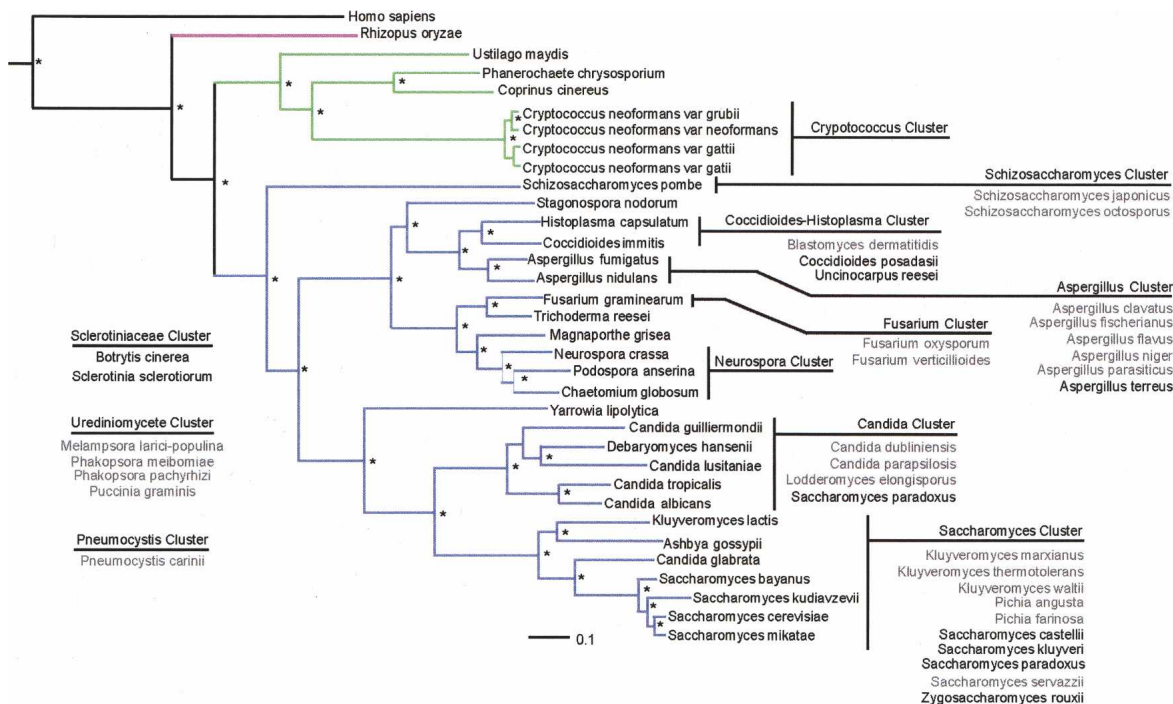 Homo sapiens
Rhizopus oryzae
Ustilago maydis
Phanerochaete chrysosporium
Coprinus cinereus
Cryptococcus neoformans var grubii
Cryptococcus neoformans var neoformans
Cryptococcus neoformans var gattii
Cryptococcus neoformans var gatii
Crypotococcus Cluster
Schizosaccharomyces pombe
Schizosaccharomyces Cluster
Schizosaccharomyces japonicus
Schizosaccharomyces octosporus
Stagonospora nodorum
Histoplasma capsulatum
Coccidioides immitis
Coccidioides-Histoplasma Cluster
Blastomyces dermatitidis
Coccidioides posadasii
Uncinocarpus reesei
Aspergillus fumigatus
Aspergillus nidulans
Aspergillus Cluster
Aspergillus clavatus
Aspergillus fischerianus
Aspergillus flavus
Aspergillus niger
Aspergillus parasiticus
Aspergillus terreus
Fusarium graminearum
Trichoderma reesei
Fusarium Cluster
Fusarium oxysporum
Fusarium verticillioides
Magnaporthe grisea
Neurospora crassa
Podospora anserina
Chaetomium globosum
Neurospora Cluster
Sclerotiniaceae Cluster
Botrytis cinerea
Sclerotinia sclerotiorum
Urediniomycete Cluster
Melampsora larici-populina
Phakopsora meibomiae
Phakopsora pachyrhizi
Puccinia graminis
Pneumocystis Cluster
Pneumocystis carinii
Yarrowia lipolytica
Candida guilliermondii
Debaryomyces hansenii
Candida lusitaniae
Candida tropicalis
Candida albicans
Candida Cluster
Candida dubliniensis
Candida parapsilosis
Lodderomyces elongisporus
Saccharomyces paradoxus
Kluyveromyces lactis
Ashbya gossypii
Candida glabrata
Saccharomyces bayanus
Saccharomyces kudiavzevii
Saccharomyces cerevisiae
Saccharomyces mikatae
Saccharomyces Cluster
Kluyveromyces marxianus
Kluyveromyces thermotolerans
Kluyveromyces waltii
Pichia angusta
Pichia farinosa
Saccharomyces castellii
Saccharomyces kluyveri
Saccharomyces paradoxus
Saccharomyces servazzii
Zygosaccharomyces rouxii
0.1